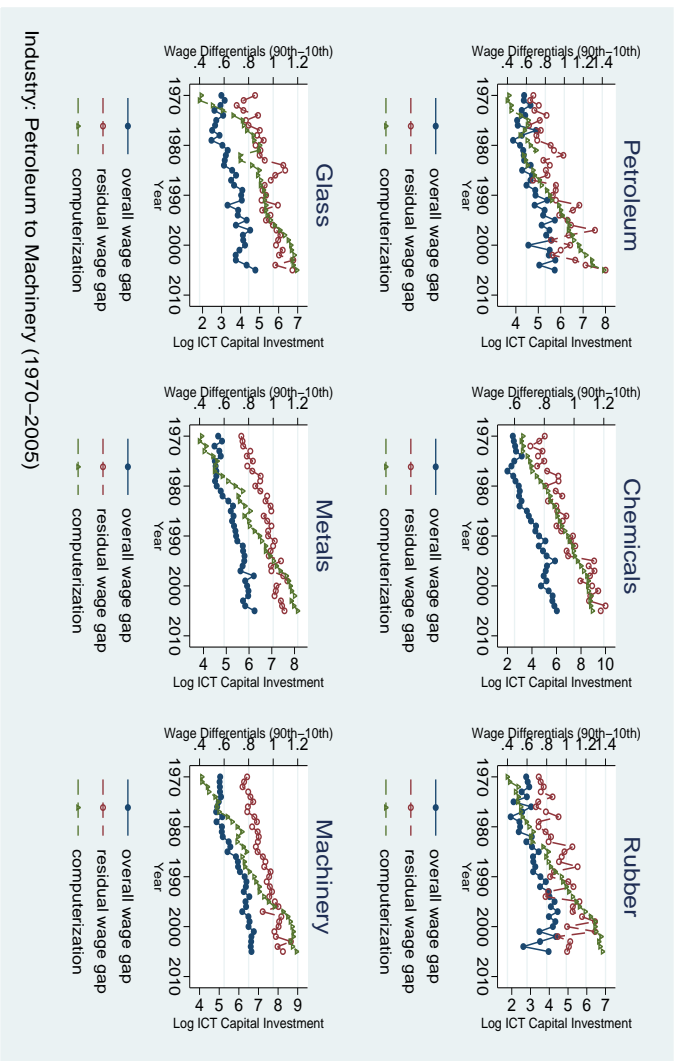 Petroleum
Wage Differentials (90th−10th)
.4 .6 .8 1 1.2 1.4
4 5 6 7 8
Log ICT Capital Investment
1970 1980 1990 2000 2010
Year
overall wage gap
residual wage gap
computerization
Chemicals
Wage Differentials (90th−10th)
.6 .8 1 1.2
2 4 6 8 10
Log ICT Capital Investment
1970 1980 1990 2000 2010
Year
overall wage gap
residual wage gap
computerization
Rubber
Wage Differentials (90th−10th)
.4 .6 .8 1 1.2 1.4
2 3 4 5 6 7
Log ICT Capital Investment
1970 1980 1990 2000 2010
Year
overall wage gap
residual wage gap
computerization
Glass
Wage Differentials (90th−10th)
.4 .6 .8 1 1.2
2 3 4 5 6 7
Log ICT Capital Investment
1970 1980 1990 2000 2010
Year
overall wage gap
residual wage gap
computerization
Metals
Wage Differentials (90th−10th)
.4 .6 .8 1 1.2
4 5 6 7 8
Log ICT Capital Investment
1970 1980 1990 2000 2010
Year
overall wage gap
residual wage gap
computerization
Machinery
Wage Differentials (90th−10th)
.4 .6 .8 1 1.2
4 5 6 7 8 9
Log ICT Capital Investment
1970 1980 1990 2000 2010
Year
overall wage gap
residual wage gap
computerization
Industry: Petroleum to Machinery (1970−2005)